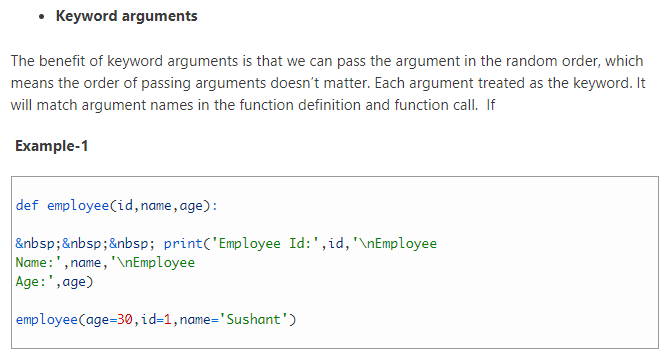 • Keyword arguments
The benefit of keyword arguments is that we can pass the argument in the random order, which
means the order of passing arguments doesn’t matter. Each argument treated as the keyword. It
will match argument names in the function definition and function call.  If
Example-1
def employee(id,name,age):
&nbsp;&nbsp;&nbsp; print('Employee Id:',id,'\nEmployee
Name:',name,'\nEmployee
Age:',age)
employee(age=30,id=1,name='Sushant')